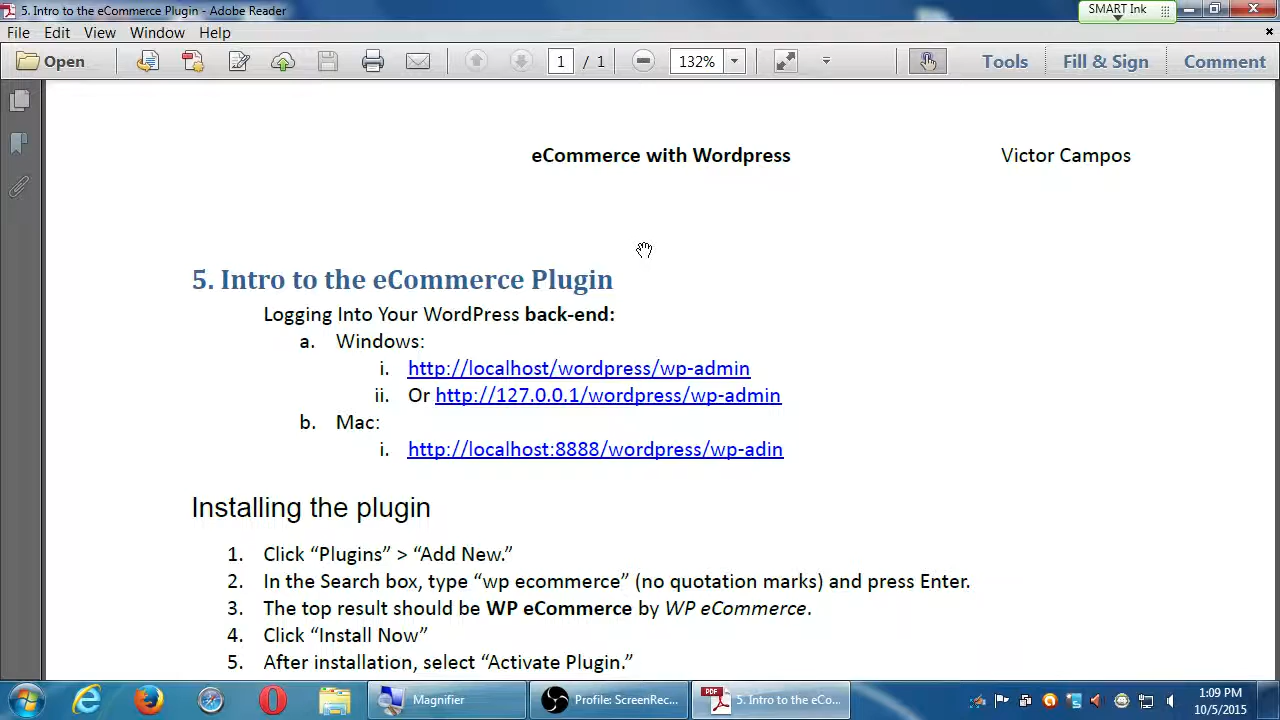 5. Intro to the eCommerce Plugin - Adobe Reader
SMART Ink
File Edit View Window Help
Open 1 / 1 132% Tools Fill & Sign Comment
eCommerce with Wordpress Victor Campos
5. Intro to the eCommerce Plugin
Logging Into Your WordPress back-end:
a. Windows:
i. http://localhost/wordpress/wp-admin
ii. Or http://127.0.0.1/wordpress/wp-admin
b. Mac:
i. http://localhost:8888/wordpress/wp-adin
Installing the plugin
1. Click “Plugins” > “Add New.”
2. In the Search box, type “wp ecommerce” (no quotation marks) and press Enter.
3. The top result should be WP eCommerce by WP eCommerce.
4. Click “Install Now”
5. After installation, select “Activate Plugin.”
Magnifier Profile: ScreenRec... PDF 5. Intro to the eCo... 1:09 PM
10/5/2015